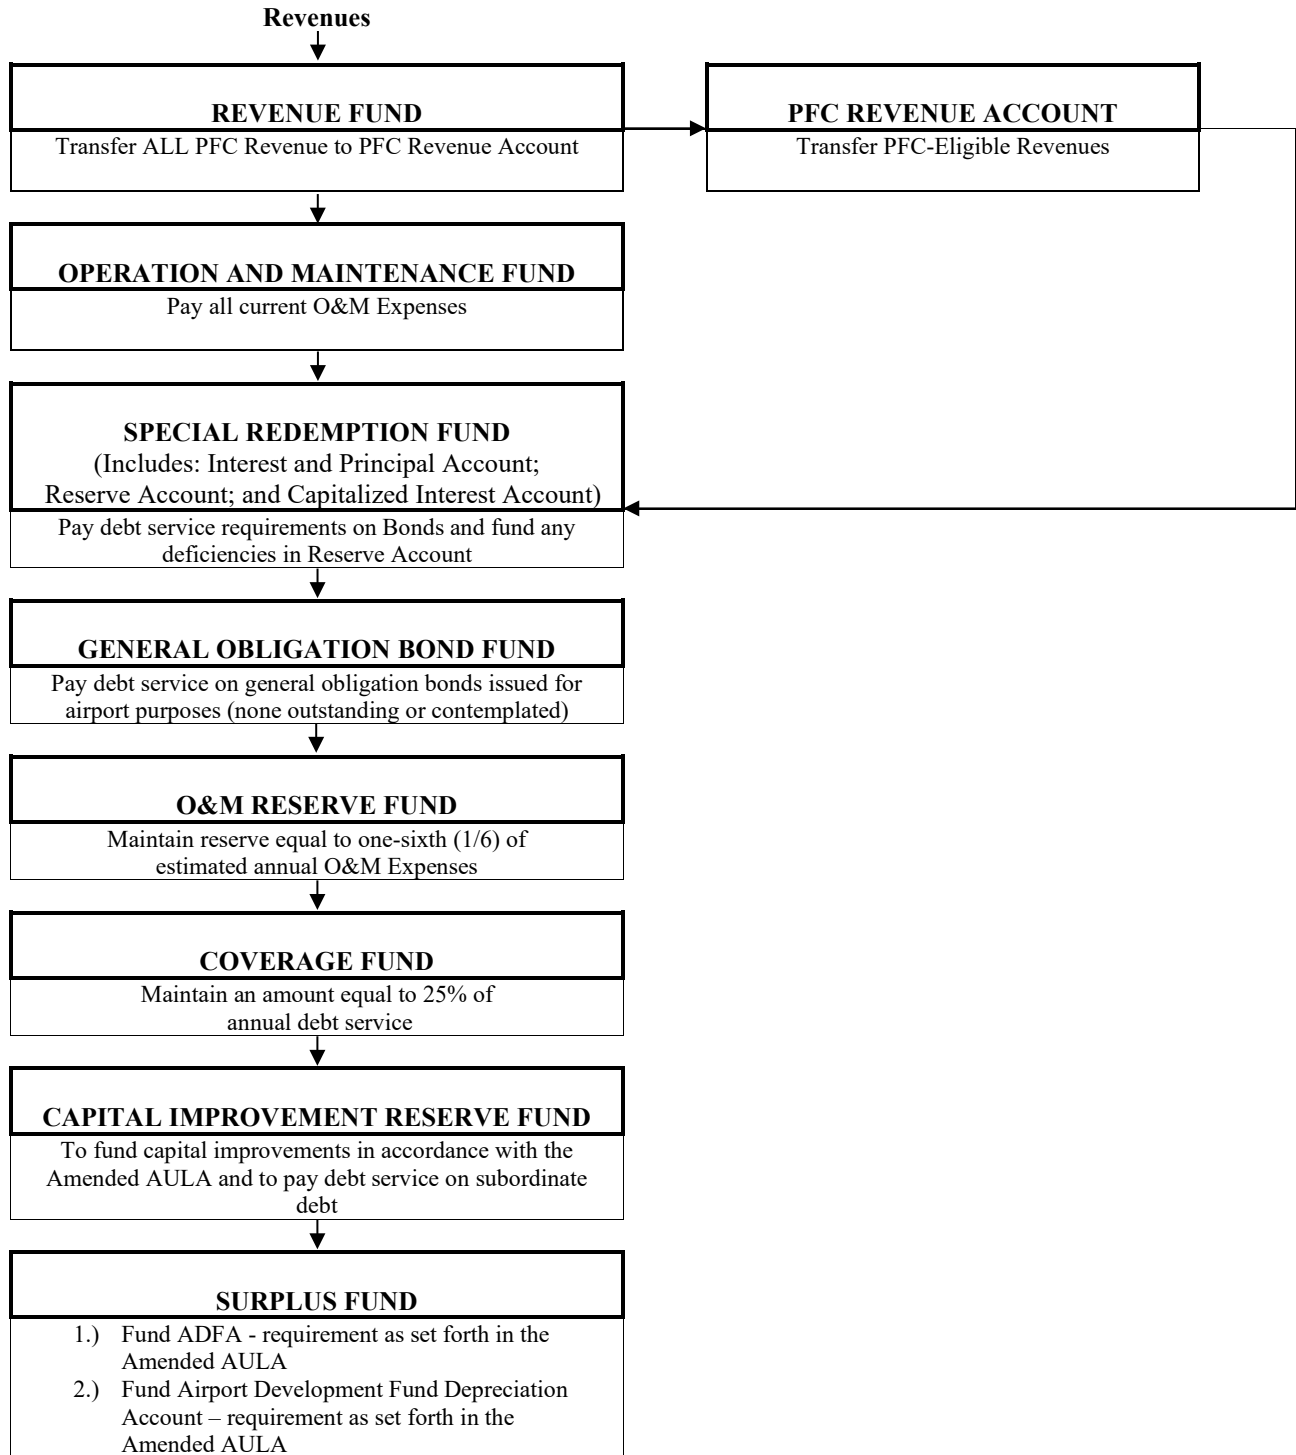 Revenues
REVENUE FUND
Transfer ALL PFC Revenue to PFC Revenue Account
PFC REVENUE ACCOUNT
Transfer PFC-Eligible Revenues
OPERATION AND MAINTENANCE FUND
Pay all current O&M Expenses
SPECIAL REDEMPTION FUND
(Includes: Interest and Principal Account;
Reserve Account; and Capitalized Interest Account)
Pay debt service requirements on Bonds and fund any
deficiencies in Reserve Account
GENERAL OBLIGATION BOND FUND
Pay debt service on general obligation bonds issued for
airport purposes (none outstanding or contemplated)
O&M RESERVE FUND
Maintain reserve equal to one-sixth (1/6) of
estimated annual O&M Expenses
COVERAGE FUND
Maintain an amount equal to 25% of
annual debt service
CAPITAL IMPROVEMENT RESERVE FUND
To fund capital improvements in accordance with the
Amended AULA and to pay debt service on subordinate
debt
SURPLUS FUND
1.) Fund ADFA - requirement as set forth in the
Amended AULA
2.) Fund Airport Development Fund Depreciation
Account – requirement as set forth in the
Amended AULA